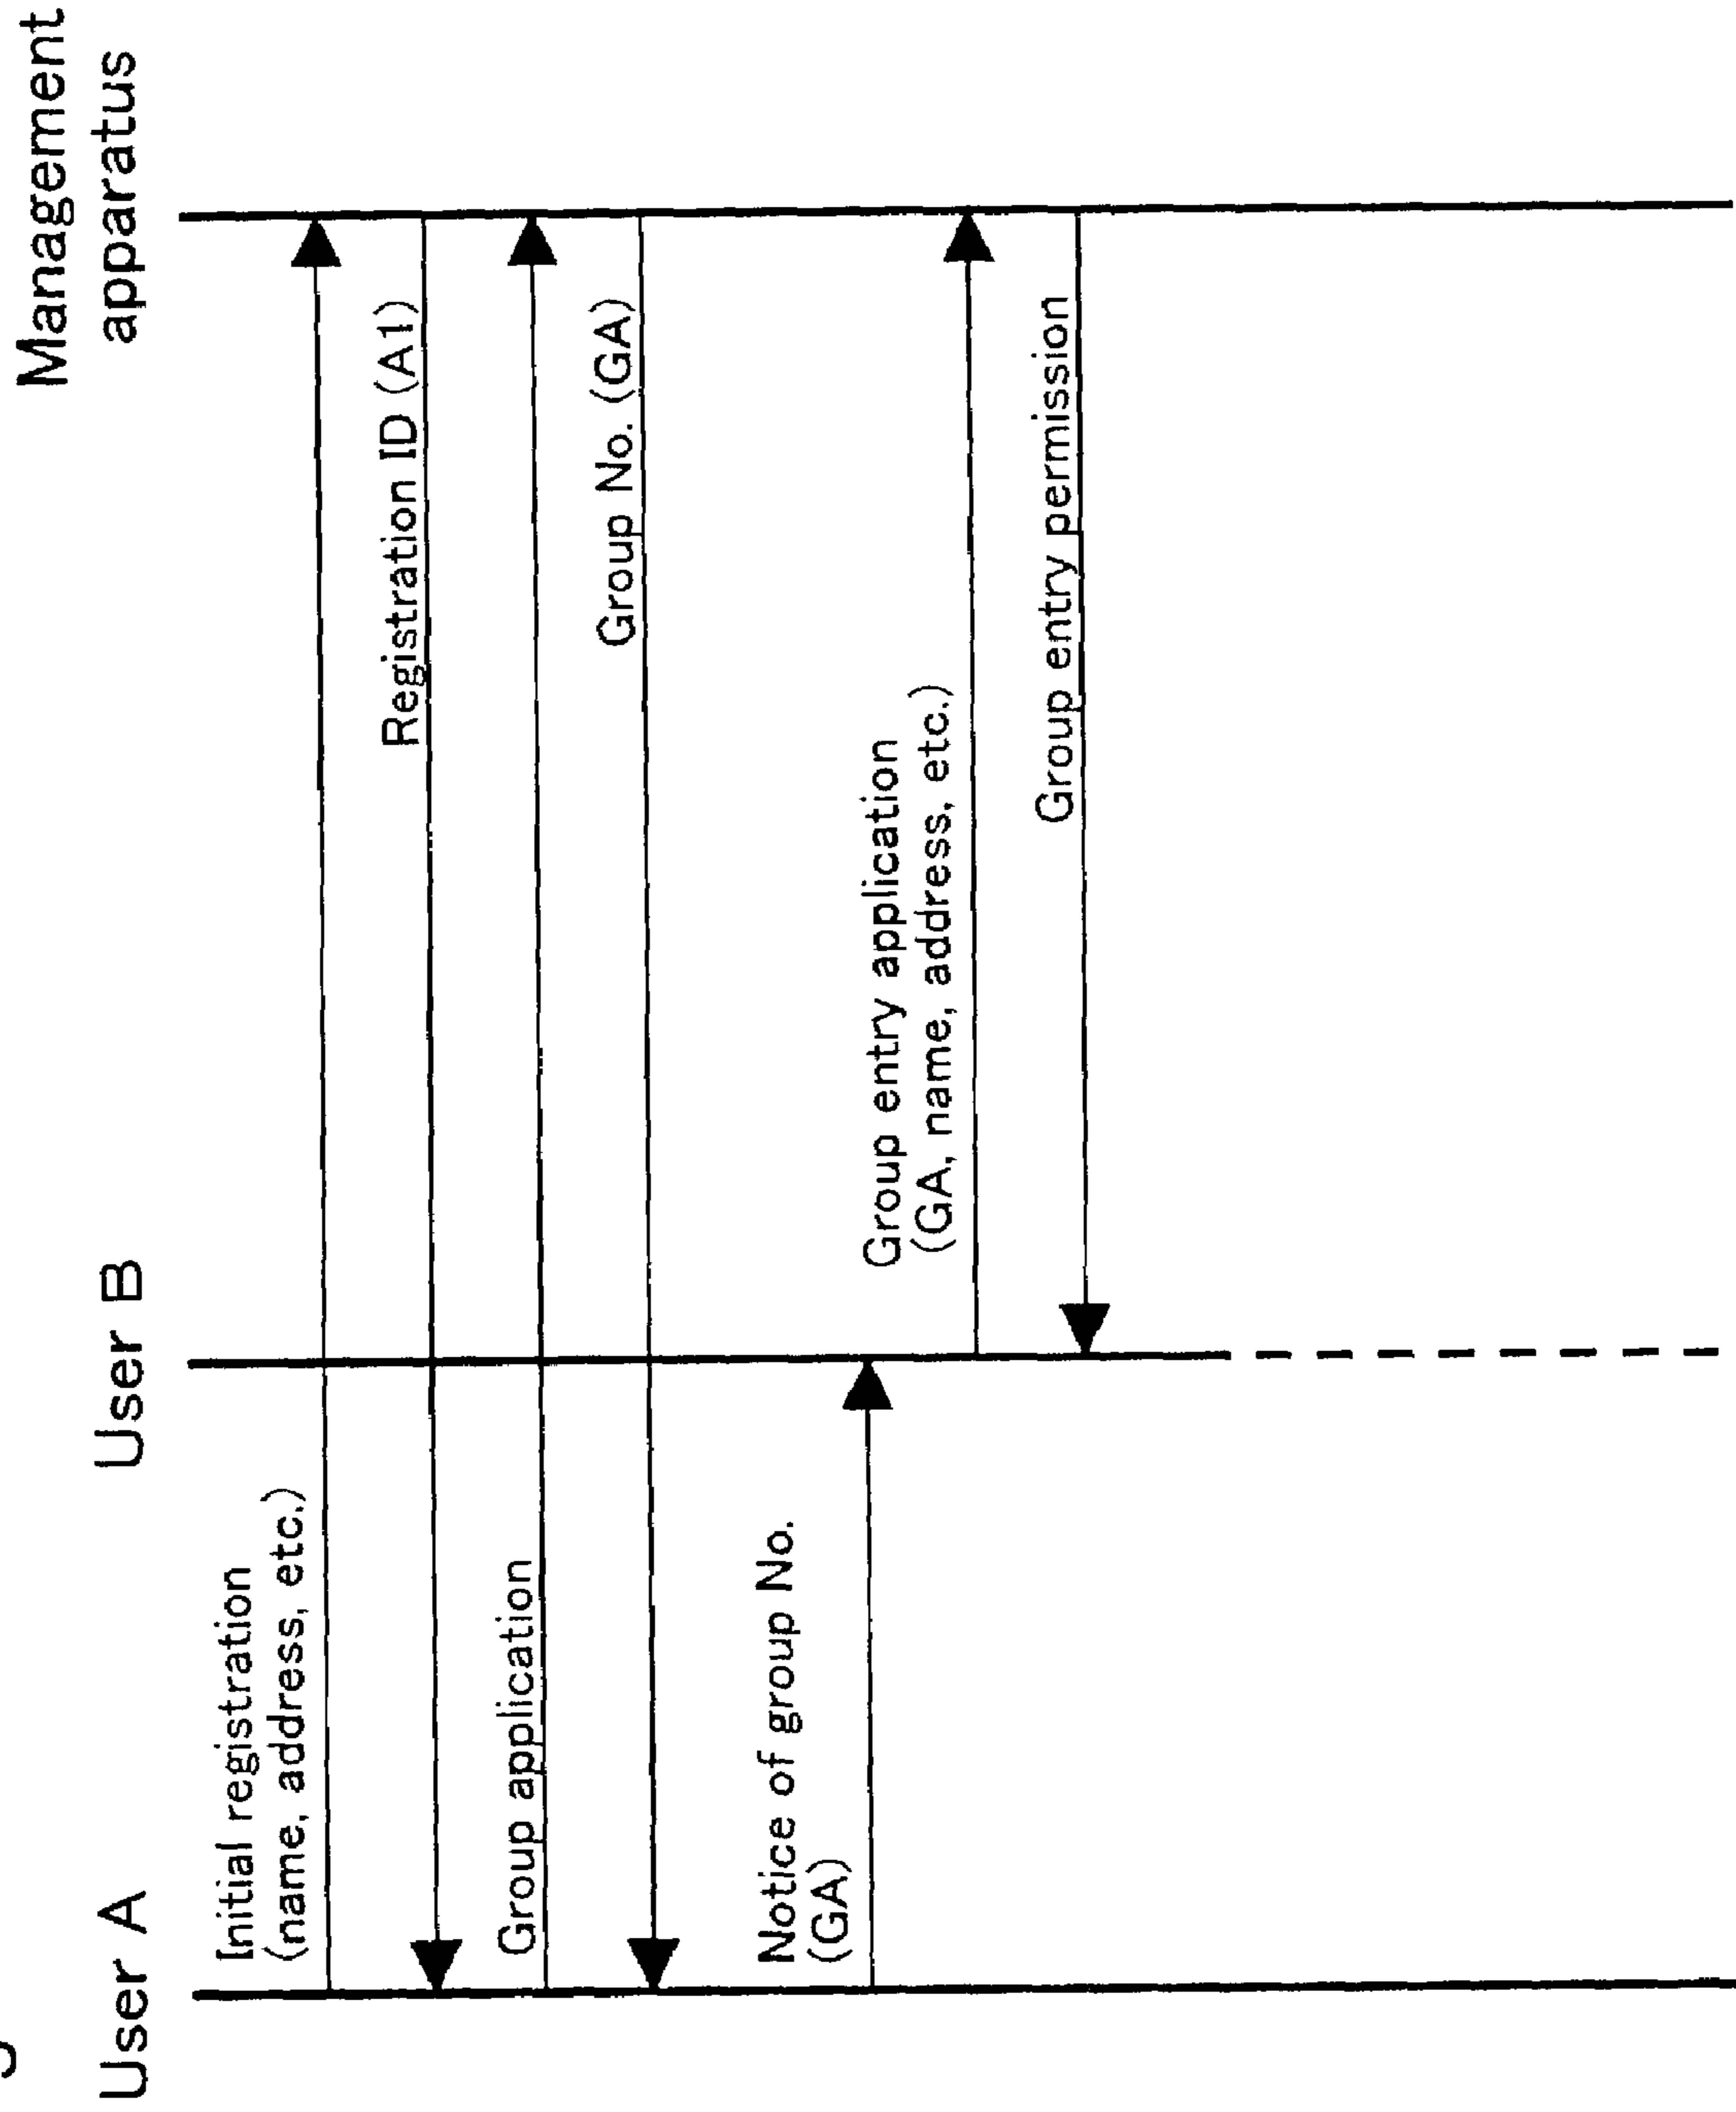 User A
User B
Management
apparatus
Initial registration
(name, address, etc.)
Registration ID (A1)
Group application
Group No. (GA)
Notice of group No.
(GA)
Group entry application
(GA, name, address, etc.)
Group entry permission